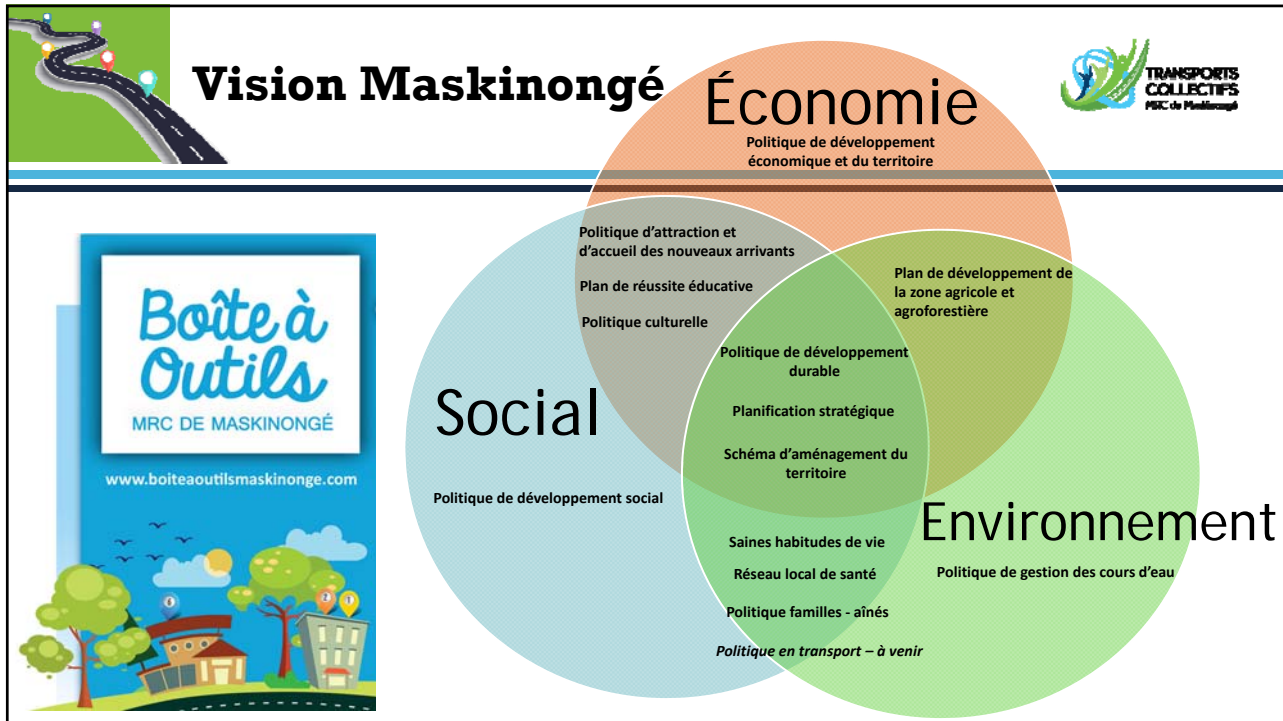 Vision Maskinongé
TRANSPORTS
COLLECTIFS
MRC de Maskinongé
Économie
Politique de développement
économique et du territoire
Politique d’attraction et
d’accueil des nouveaux arrivants
Plan de réussite éducative
Politique culturelle
Plan de développement de
la zone agricole et
agroforestière
Politique de développement
durable
Planification stratégique
Schéma d’aménagement du
territoire
Social
Politique de développement social
Environnement
Politique de gestion des cours d’eau
Saines habitudes de vie
Réseau local de santé
Politique familles - aînés
Politique en transport – à venir
Boîte à
Outils
MRC DE MASKINONGÉ
www.boiteaoutilsmaskinonge.com
6
2
1